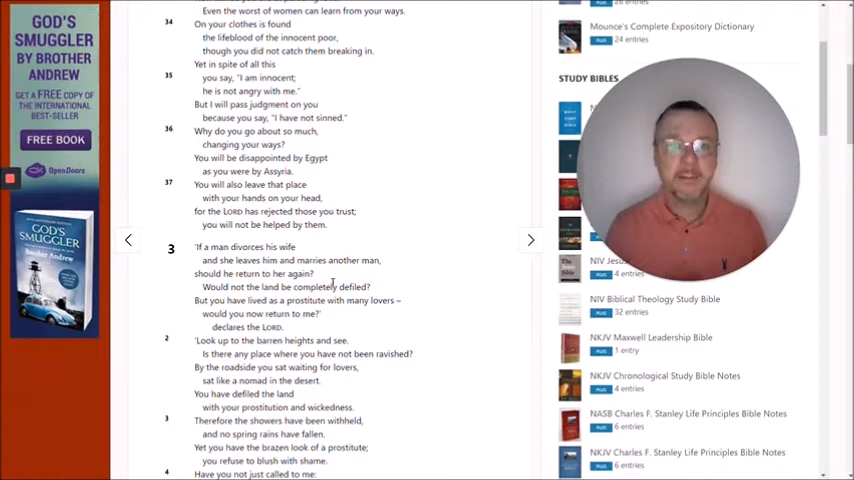 GOD'S
SMUGGLER
BY BROTHER
ANDREW
GET A FREE COPY OF THE
INTERNATIONAL
BEST-SELLER
FREE BOOK
OpenDoors
GOD'S
SMUGGLER
Even the worst of women can learn from your ways.
34 On your clothes is found
the lifeblood of the innocent poor,
though you did not catch them breaking in.
Yet in spite of all this
35 you say, "I am innocent;
he is not angry with me."
But I will pass judgment on you
because you say, "I have not sinned."
36 Why do you go about so much,
changing your ways?
You will be disappointed by Egypt
as you were by Assyria.
37 You will also leave that place
with your hands on your head,
for the LORD has rejected those you trust;
you will not be helped by them.
3 'If a man divorces his wife
and she leaves him and marries another man,
should he return to her again?
Would not the land be completely defiled?
But you have lived as a prostitute with many lovers –
would you now return to me?'
declares the LORD.
2 'Look up to the barren heights and see.
Is there any place where you have not been ravished?
By the roadside you sat waiting for lovers,
sat like a nomad in the desert.
You have defiled the land
with your prostitution and wickedness.
3 Therefore the showers have been withheld,
and no spring rains have fallen.
Yet you have the brazen look of a prostitute;
you refuse to blush with shame.
4 Have you not just called to me:
PLUS 28 entries
Mounce's Complete Expository Dictionary
PLUS 24 entries
STUDY BIBLES
NIV Jesus
4 entries
NIV Biblical Theology Study Bible
PLUS 32 entries
NKJV Maxwell Leadership Bible
PLUS 1 entry
NKJV Chronological Study Bible Notes
PLUS 4 entries
NASB Charles F. Stanley Life Principles Bible Notes
PLUS 6 entries
NKJV Charles F. Stanley Life Principles Bible Notes
PLUS 6 entries